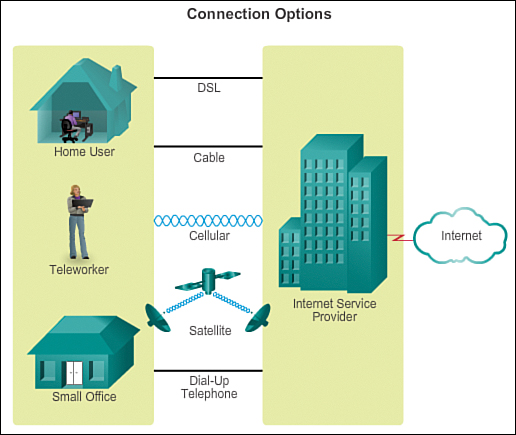 Connection Options
DSL
Home User
Cable
Teleworker
Cellular
Internet
Internet Service
Provider
Satellite
Small Office
Dial-Up
Telephone